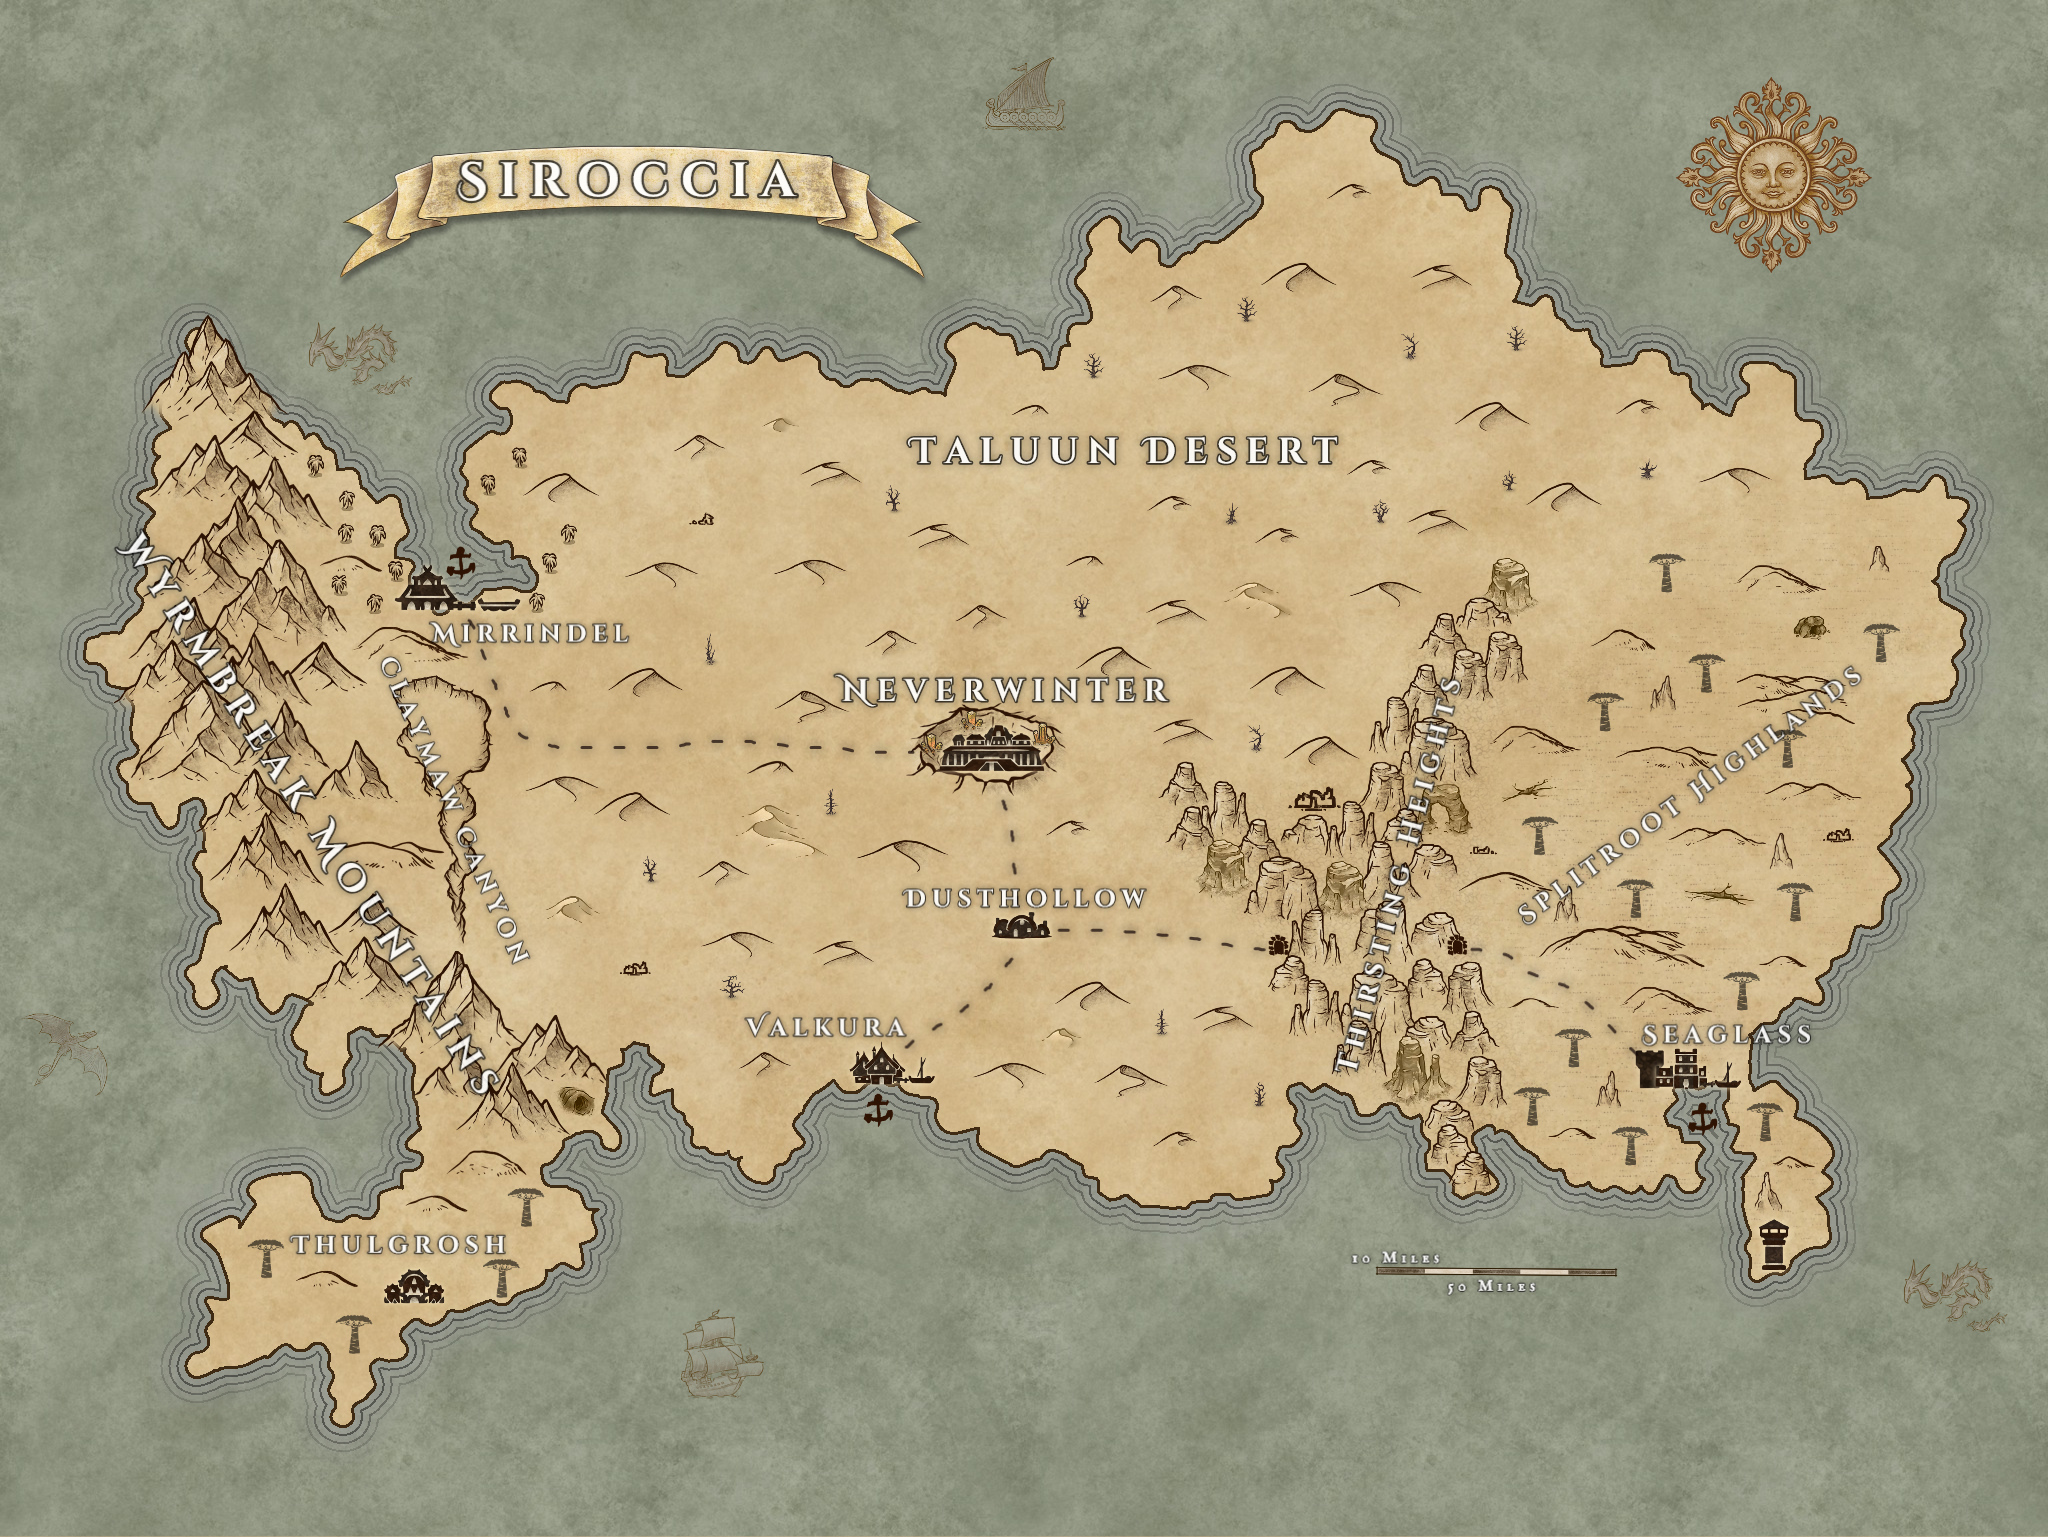 SIROCCIA
TALUUN DESERT
WYRMBREAK MOUNTAINS
MIRRINDEL
CLAYMAW CANYON
NEVERWINTER
THIRSTING HEIGHTS
SPLITROOT HIGHLANDS
DUSTHOLLOW
VALKURA
SEAGLASS
THULGROSH
10 MILES
50 MILES